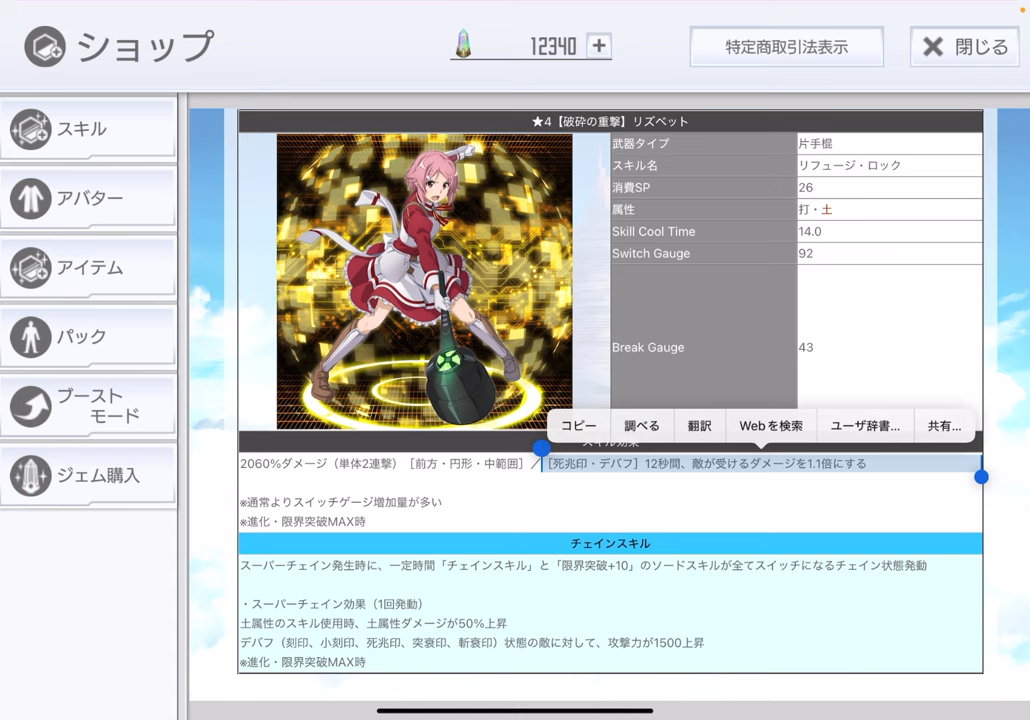 ショップ
12340
特定商取引法表示
閉じる
スキル
アバター
アイテム
パック
ブースト
モード
ジェム購入
★4【破砕の重撃】リズベット
武器タイプ 片手棍
スキル名 リフュージ・ロック
消費SP 26
属性 打・土
Skill Cool Time 14.0
Switch Gauge 92
Break Gauge 43
コピー 調べる 翻訳 Webを検索 ユーザ辞書... 共有...
スキル効果
2060%ダメージ（単体2連撃）［前方・円形・中範囲］／［死兆印・デバフ］12秒間、敵が受けるダメージを1.1倍にする
※通常よりスイッチゲージ増加量が多い
※進化・限界突破MAX時
チェインスキル
スーパーチェイン発生時に、一定時間「チェインスキル」と「限界突破+10」のソードスキルが全てスイッチになるチェイン状態発動
・スーパーチェイン効果（1回発動）
土属性のスキル使用時、土属性ダメージが50%上昇
デバフ（刻印、小刻印、死兆印、突衰印、斬衰印）状態の敵に対して、攻撃力が1500上昇
※進化・限界突破MAX時